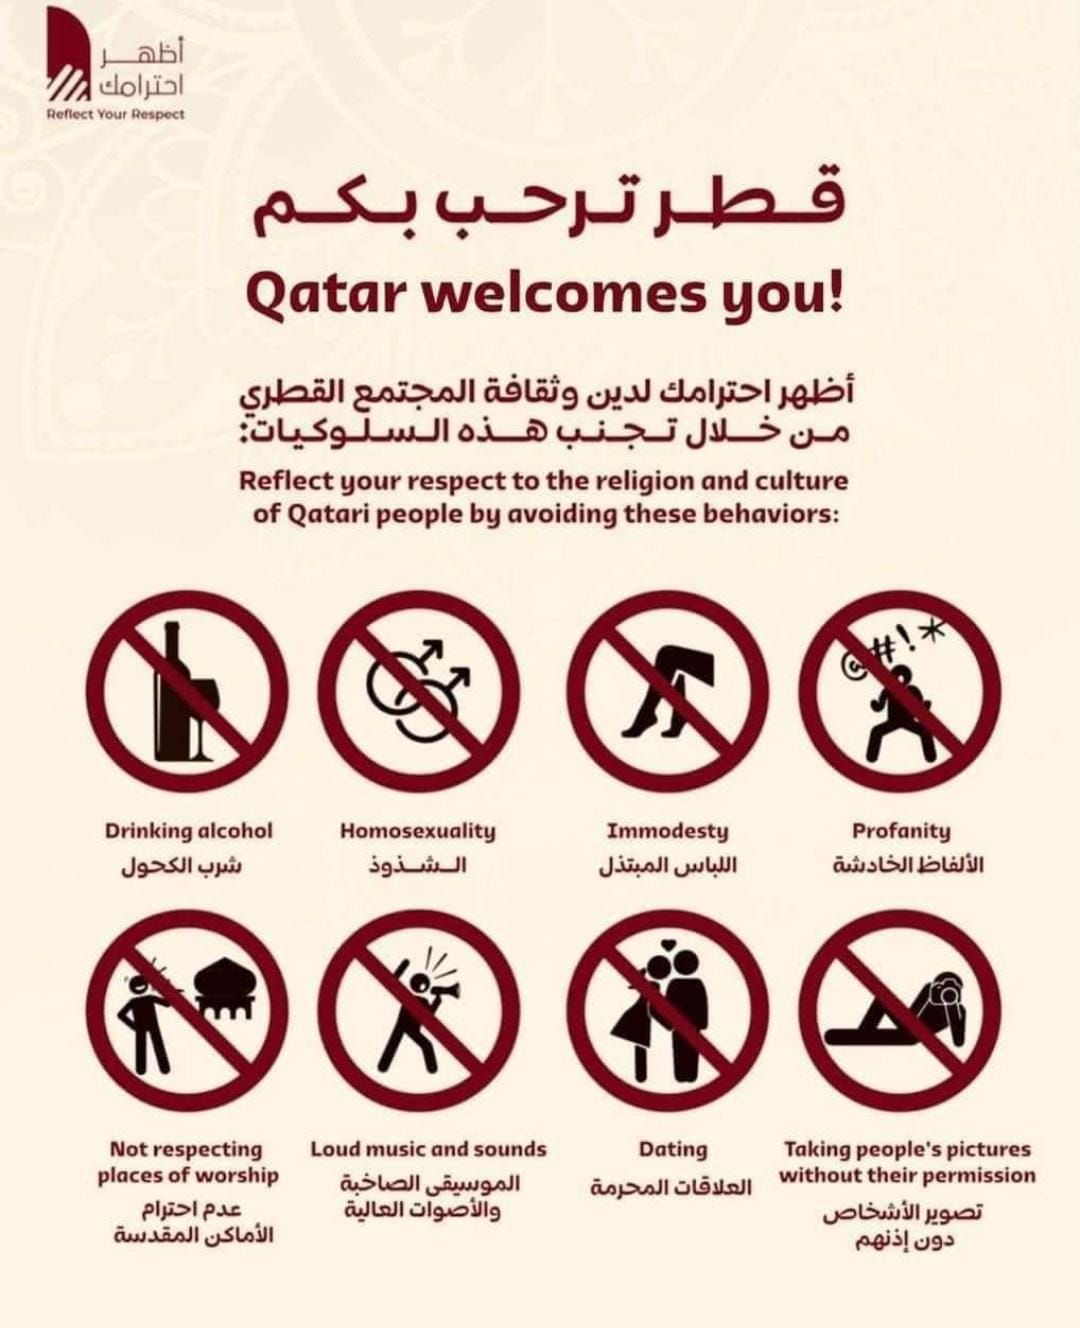 أظهر
احترامك
Reflect Your Respect
قطر ترحب بكم
Qatar welcomes you!
أظهر احترامك لدين وثقافة المجتمع القطري
من خلال تجنب هذه السلوكيات:
Reflect your respect to the religion and culture
of Qatari people by avoiding these behaviors:
@#!*
Drinking alcohol
شرب الكحول
Homosexuality
الشذوذ
Immodesty
اللباس المبتذل
Profanity
الألفاظ الخادشة
Not respecting
places of worship
عدم احترام
الأماكن المقدسة
Loud music and sounds
الموسيقى الصاخبة
والأصوات العالية
Dating
العلاقات المحرمة
Taking people's pictures
without their permission
تصوير الأشخاص
دون إذنهم